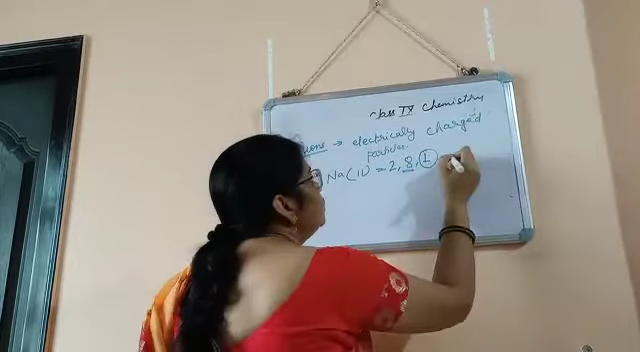 Class IX Chemistry
Ions → electrically charged
particles.
Na(11) = 2, 8, 1